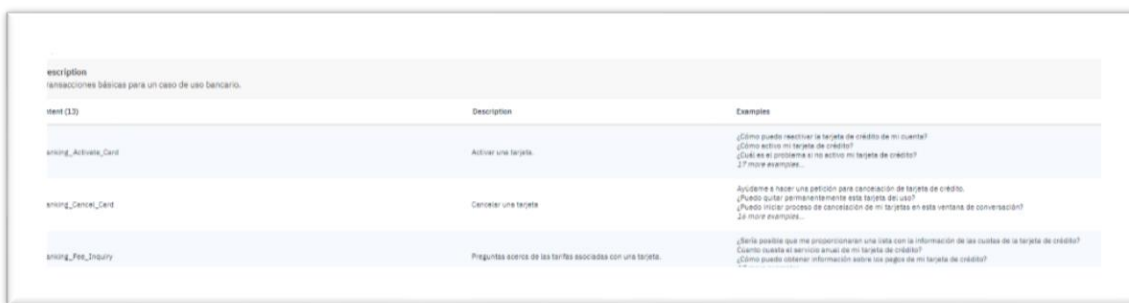 escription
ransacciones básicas para un caso de uso bancario.
ntent (13) Description Examples
anking_Activate_Card Activar una tarjeta. ¿Cómo puedo reactivar la tarjeta de crédito de mi cuenta?
¿Cómo activo mi tarjeta de crédito?
¿Cuál es el problema si no activo mi tarjeta de crédito?
17 more examples...
anking_Cancel_Card Cancelar una tarjeta Ayúdeme a hacer una petición para cancelación de tarjeta de crédito.
¿Puedo quitar permanentemente esta tarjeta del uso?
¿Puedo iniciar proceso de cancelación de mi tarjetas en esta ventana de conversación?
16 more examples...
anking_Fee_Inquiry Preguntas acerca de las tarifas asociadas con una tarjeta. ¿Sería posible que me proporcionaran una lista con la información de las cuotas de la tarjeta de crédito?
Cuánto cuesta el servicio anual de mi tarjeta de crédito?
¿Cómo puedo obtener información sobre los pagos de mi tarjeta de crédito?